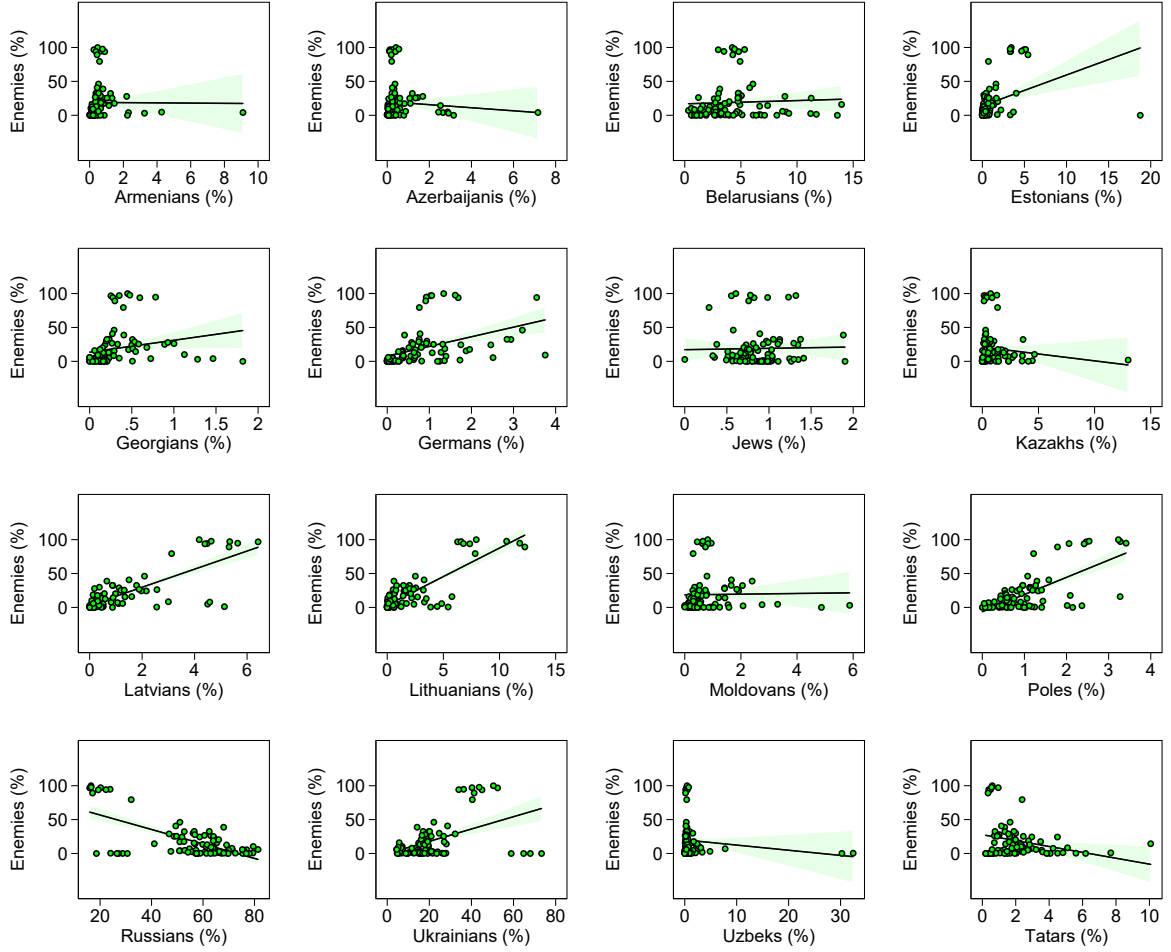 Enemies (%) Enemies (%) Enemies (%) Enemies (%)
100 100 100 100
50 50 50 50
0 0 0 0
0 2 4 6 8 10 0 2 4 6 8 0 5 10 15 0 5 10 15 20
Armenians (%) Azerbaijanis (%) Belarusians (%) Estonians (%)
Enemies (%) Enemies (%) Enemies (%) Enemies (%)
100 100 100 100
50 50 50 50
0 0 0 0
0 .5 1 1.5 2 0 1 2 3 4 0 .5 1 1.5 2 0 5 10 15
Georgians (%) Germans (%) Jews (%) Kazakhs (%)
Enemies (%) Enemies (%) Enemies (%) Enemies (%)
100 100 100 100
50 50 50 50
0 0 0 0
0 2 4 6 0 5 10 15 0 2 4 6 0 1 2 3 4
Latvians (%) Lithuanians (%) Moldovans (%) Poles (%)
Enemies (%) Enemies (%) Enemies (%) Enemies (%)
100 100 100 100
50 50 50 50
0 0 0 0
20 40 60 80 0 20 40 60 80 0 10 20 30 0 2 4 6 8 10
Russians (%) Ukrainians (%) Uzbeks (%) Tatars (%)